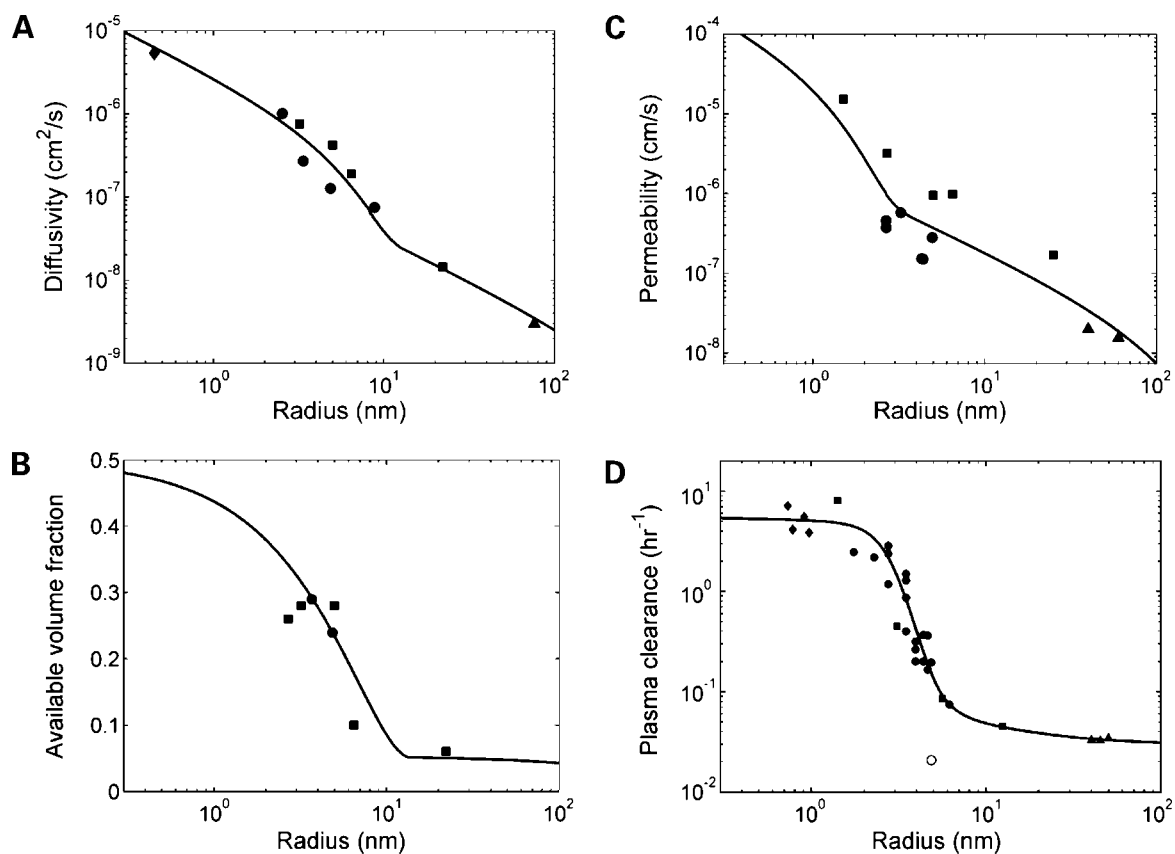 A
10^-5
10^-6
10^-7
10^-8
10^-9
Diffusivity (cm^2/s)
10^0
10^1
10^2
Radius (nm)
C
10^-4
10^-5
10^-6
10^-7
10^-8
Permeability (cm/s)
10^0
10^1
10^2
Radius (nm)
B
0.5
0.4
0.3
0.2
0.1
0
Available volume fraction
10^0
10^1
10^2
Radius (nm)
D
10^1
10^0
10^-1
10^-2
Plasma clearance (hr^-1)
10^0
10^1
10^2
Radius (nm)